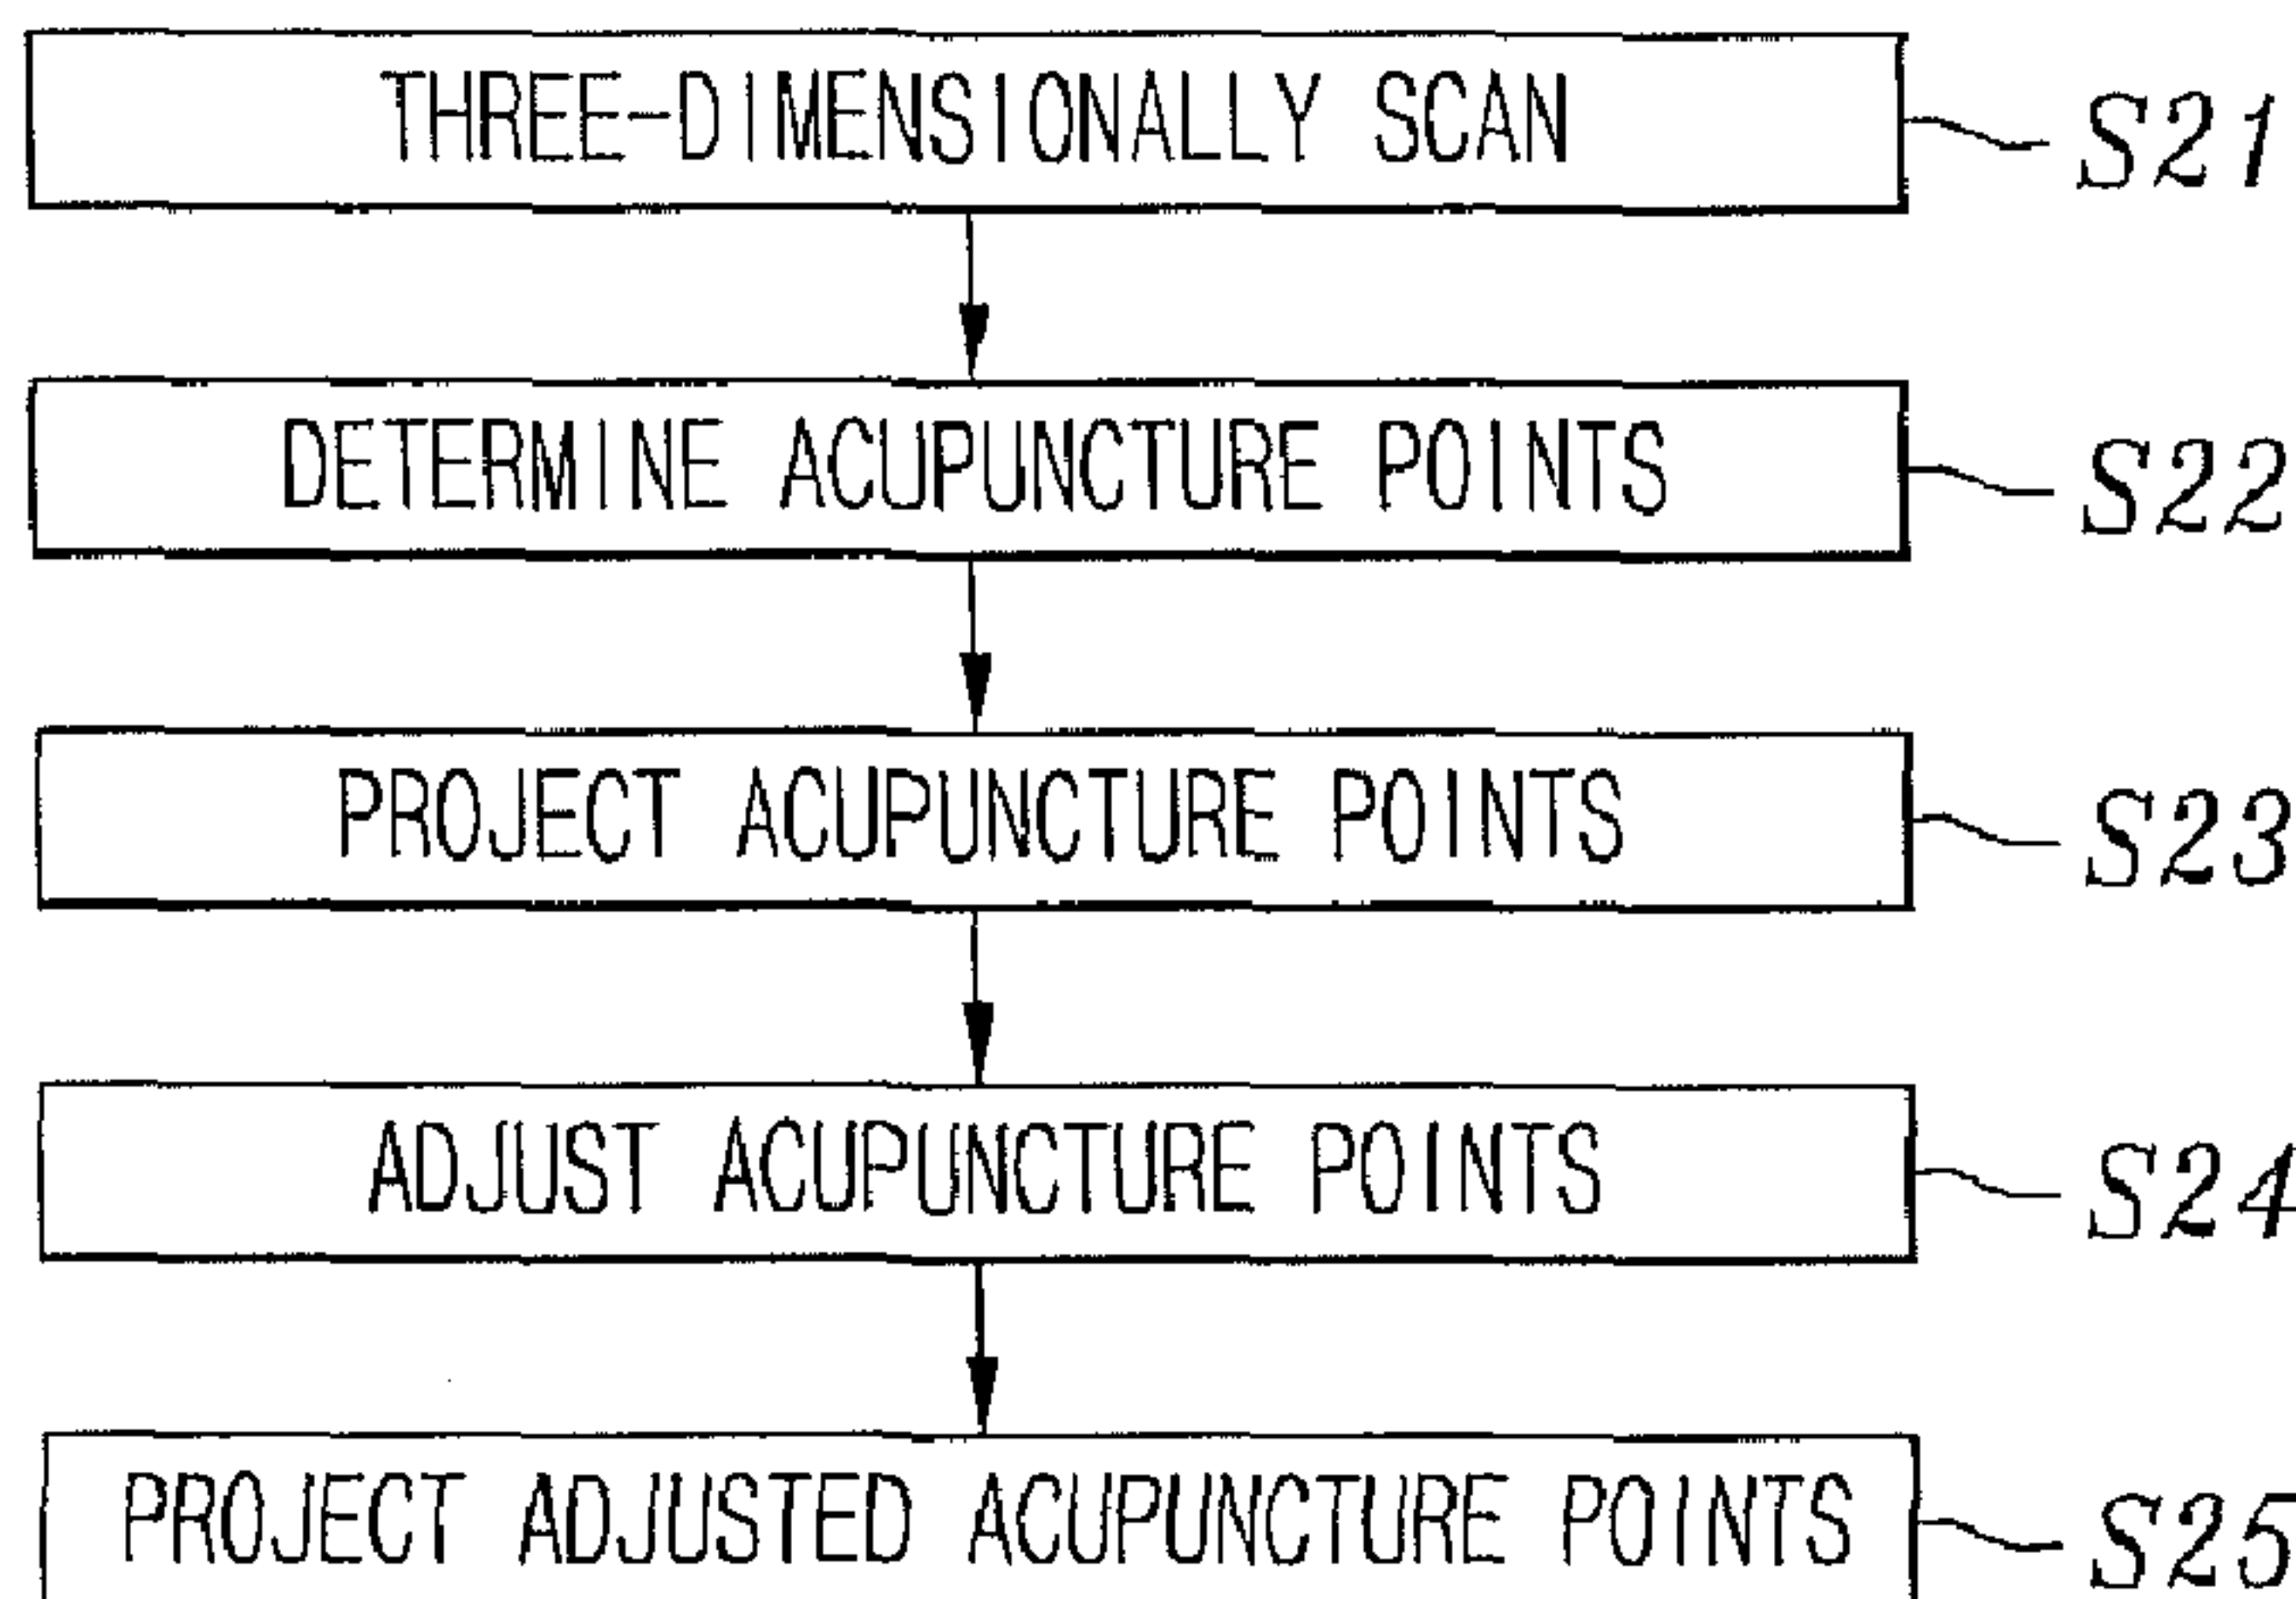 THREE-DIMENSIONALLY SCAN S21
DETERMINE ACUPUNCTURE POINTS S22
PROJECT ACUPUNCTURE POINTS S23
ADJUST ACUPUNCTURE POINTS S24
PROJECT ADJUSTED ACUPUNCTURE POINTS S25